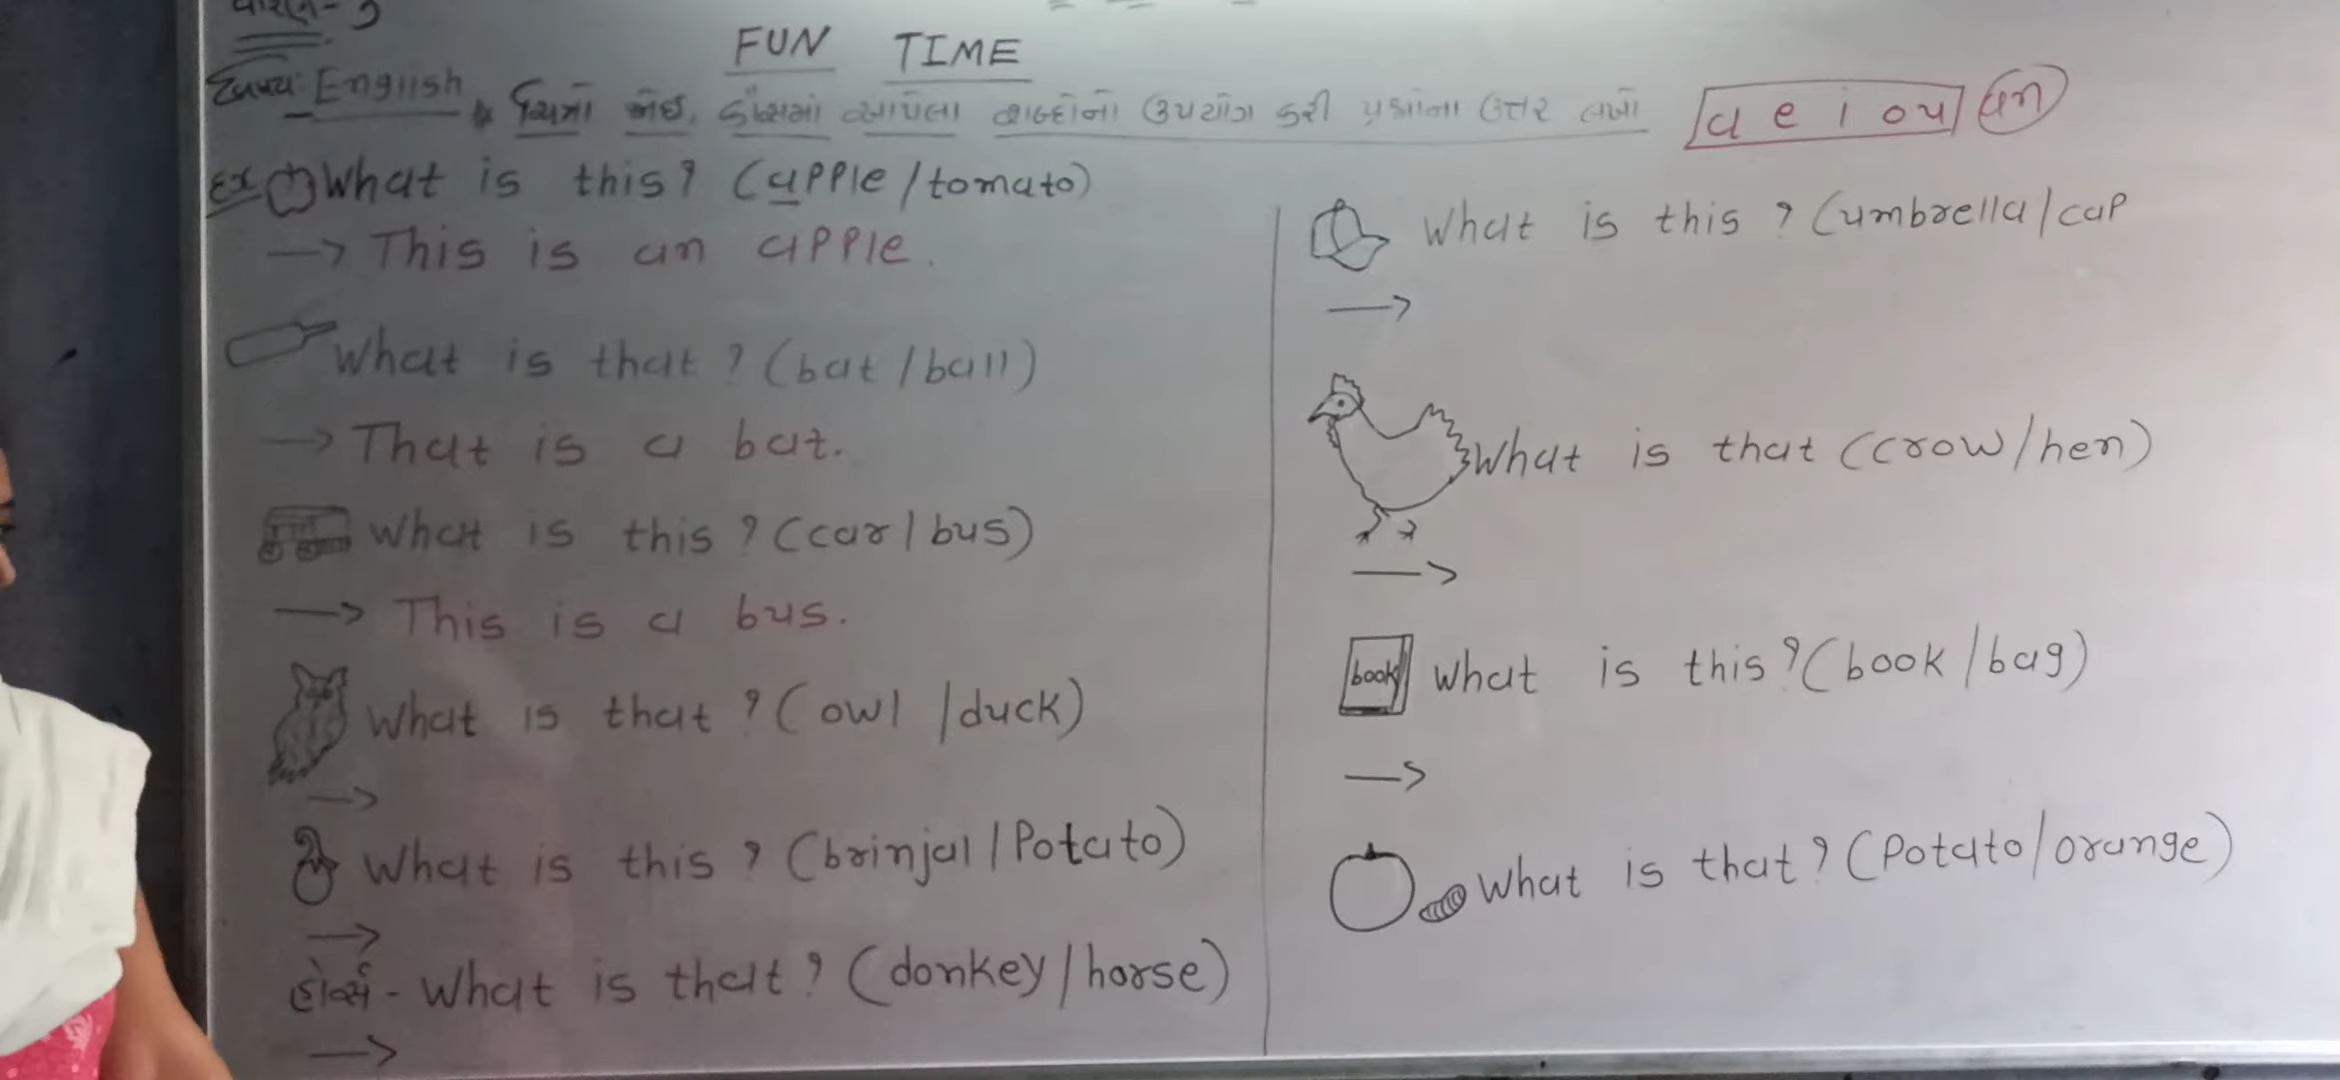 ધોરણ-૭
FUN TIME
વિષય: English
* ચિત્રો જોઈ, કૌંસમાં આપેલા શબ્દોનો ઉપયોગ કરી પ્રશ્નોના ઉત્તર લખો
a e i o u એન
Ex What is this? (apple/tomato)
→ This is an apple.
What is that? (bat/ball)
→ That is a bat.
What is this? (car/bus)
→ This is a bus.
What is that? (owl/duck)
→
What is this? (brinjal/Potato)
→
હોર્સ - What is that? (donkey/horse)
→
What is this? (umbrella/cap
→
What is that (crow/hen)
→
book What is this? (book/bag)
→
What is that? (Potato/orange)